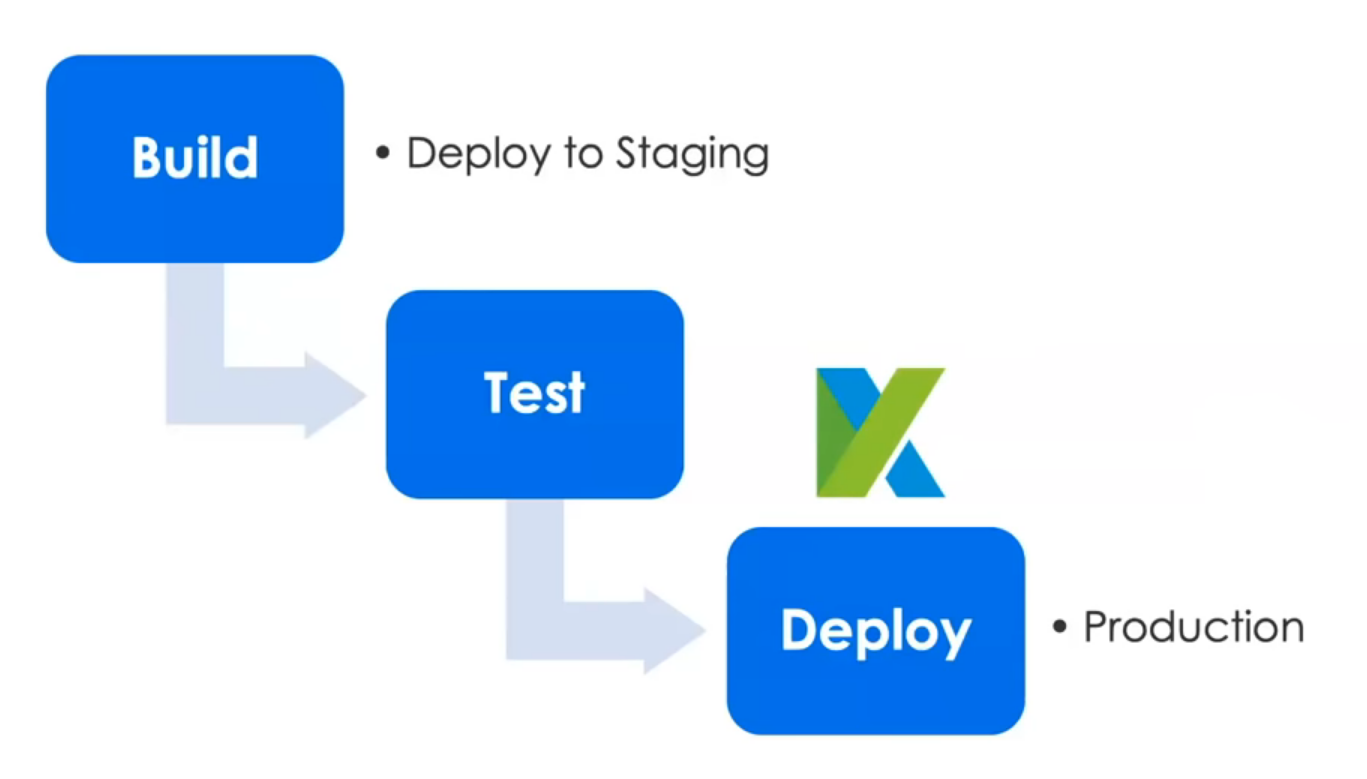 Build
• Deploy to Staging
Test
Deploy
• Production